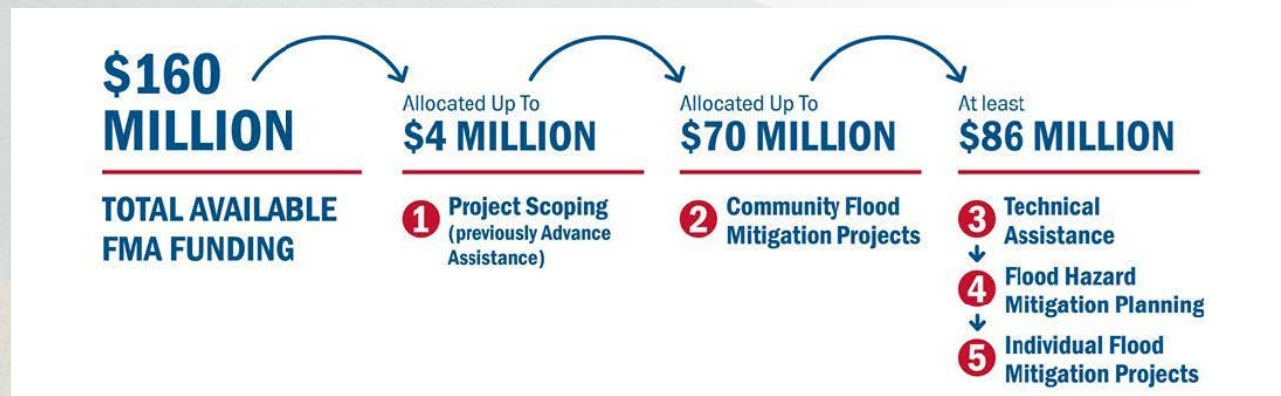 $160
MILLION
TOTAL AVAILABLE
FMA FUNDING
Allocated Up To
$4 MILLION
1 Project Scoping
(previously Advance
Assistance)
Allocated Up To
$70 MILLION
2 Community Flood
Mitigation Projects
At least
$86 MILLION
3 Technical
Assistance
4 Flood Hazard
Mitigation Planning
5 Individual Flood
Mitigation Projects